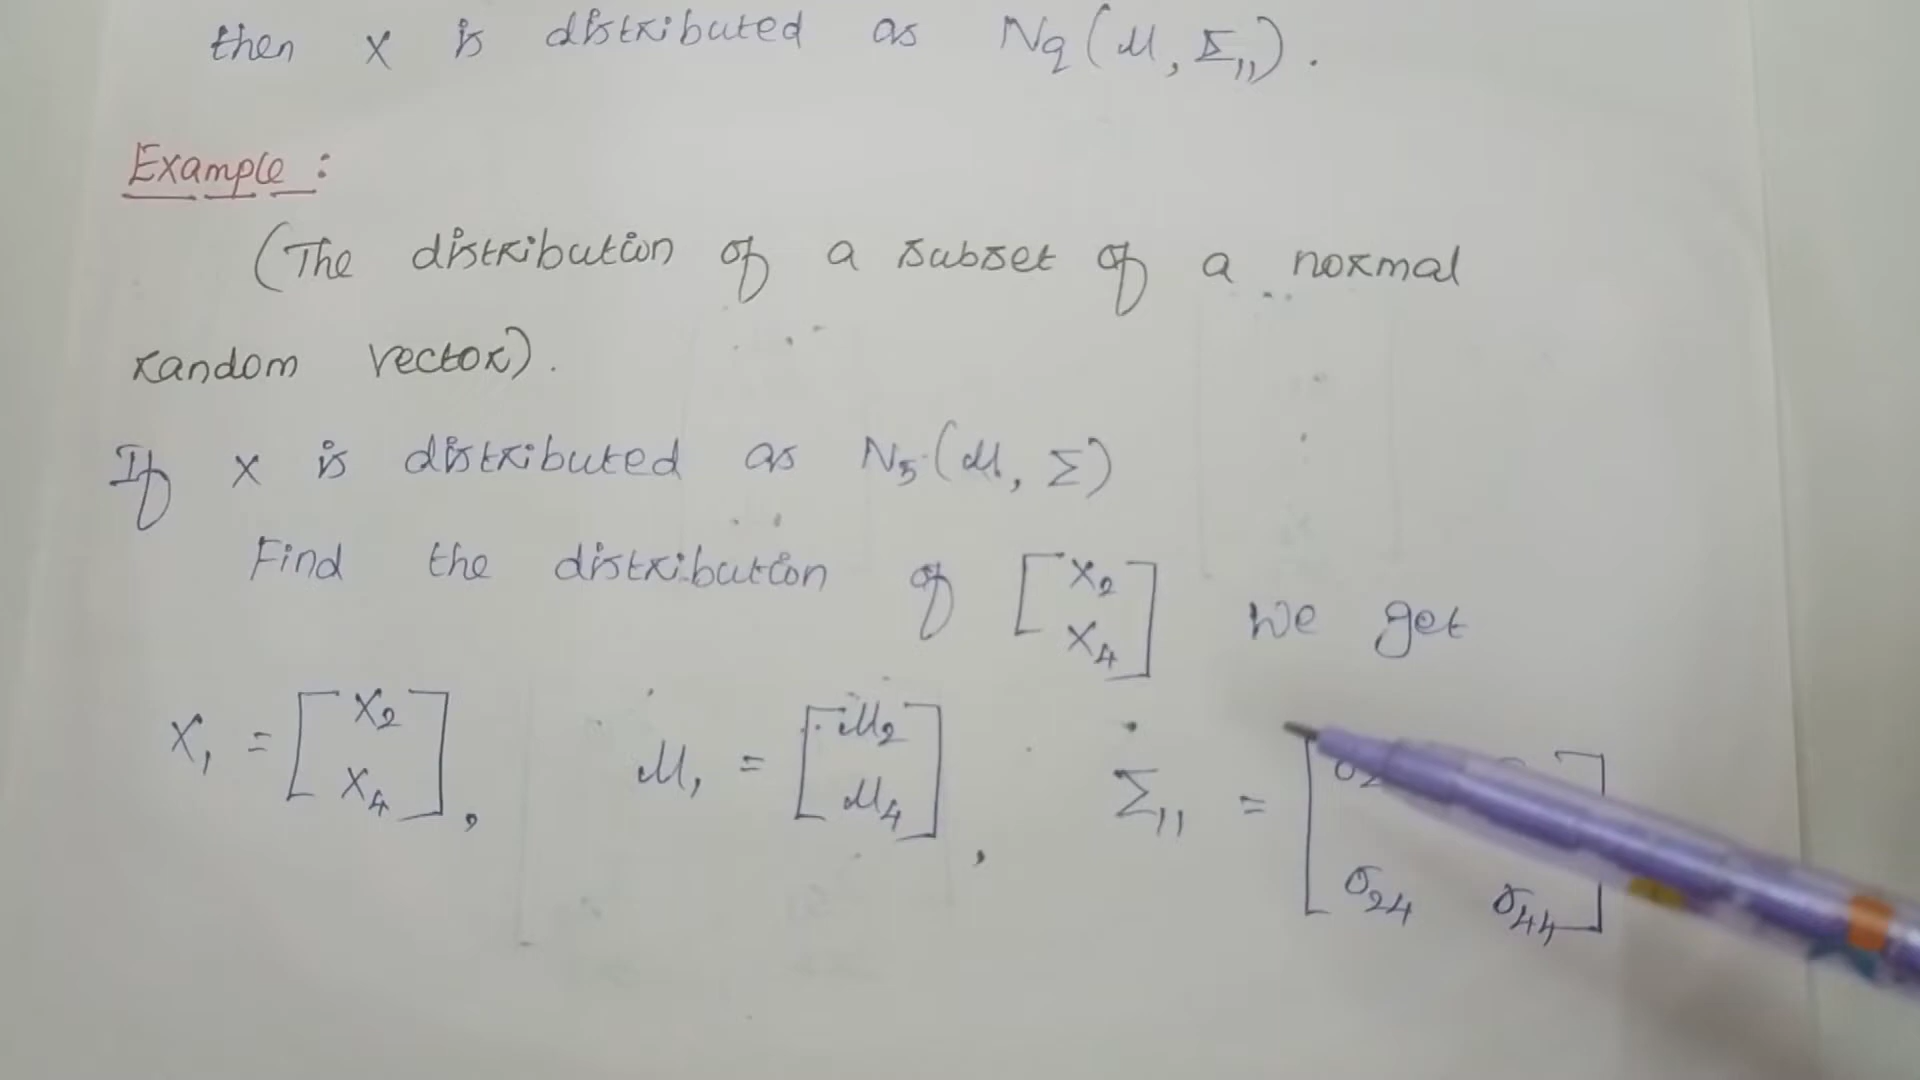 then X is distributed as Nq(μ, Σ11).
Example:
(The distribution of a subset of a normal
random vector).
If X is distributed as N5(μ, Σ)
Find the distribution of [X2 X4] we get
X1 = [X2 X4], μ1 = [μ2 μ4], Σ11 = [
σ24 σ44]